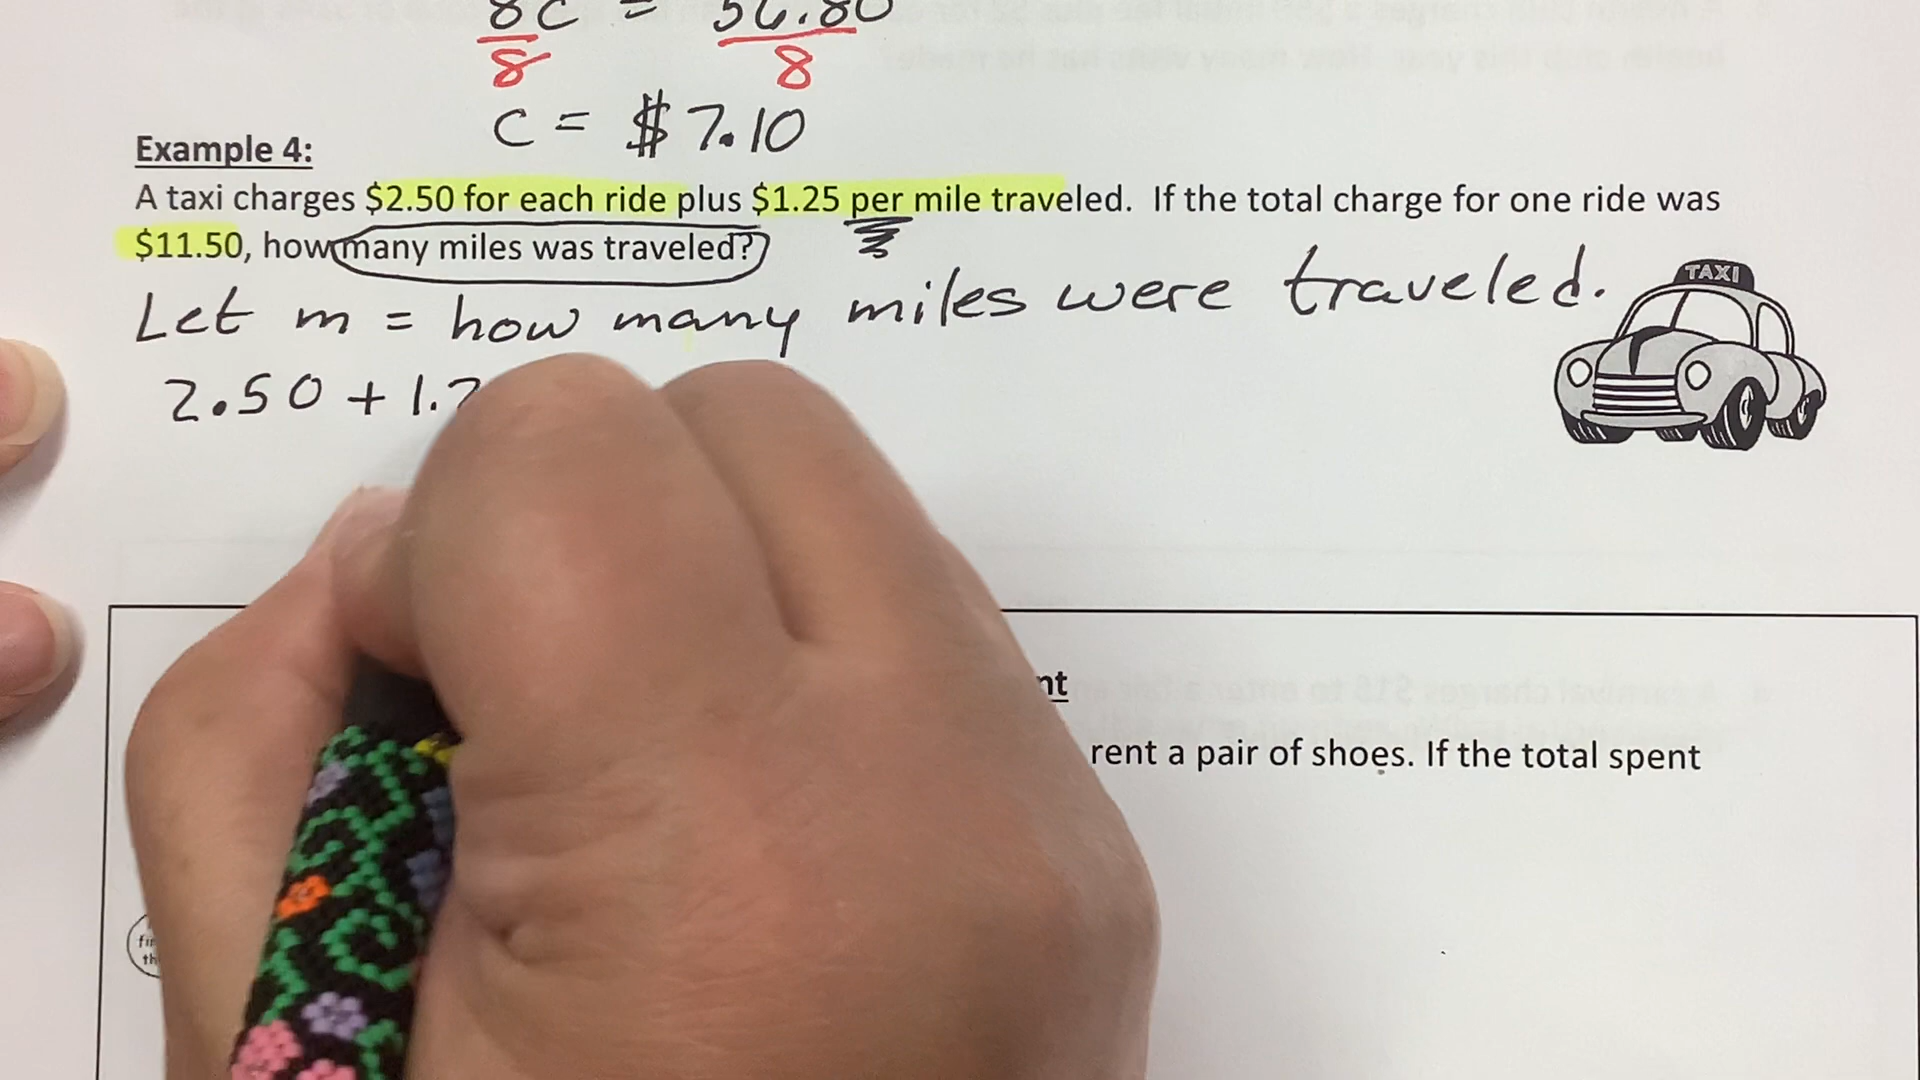 8c = 56.80
8 8
c = $7.10
Example 4:
A taxi charges $2.50 for each ride plus $1.25 per mile traveled. If the total charge for one ride was
$11.50, how many miles was traveled?
Let m = how many miles were traveled.
TAXI
2.50 + 1.2
nt
rent a pair of shoes. If the total spent